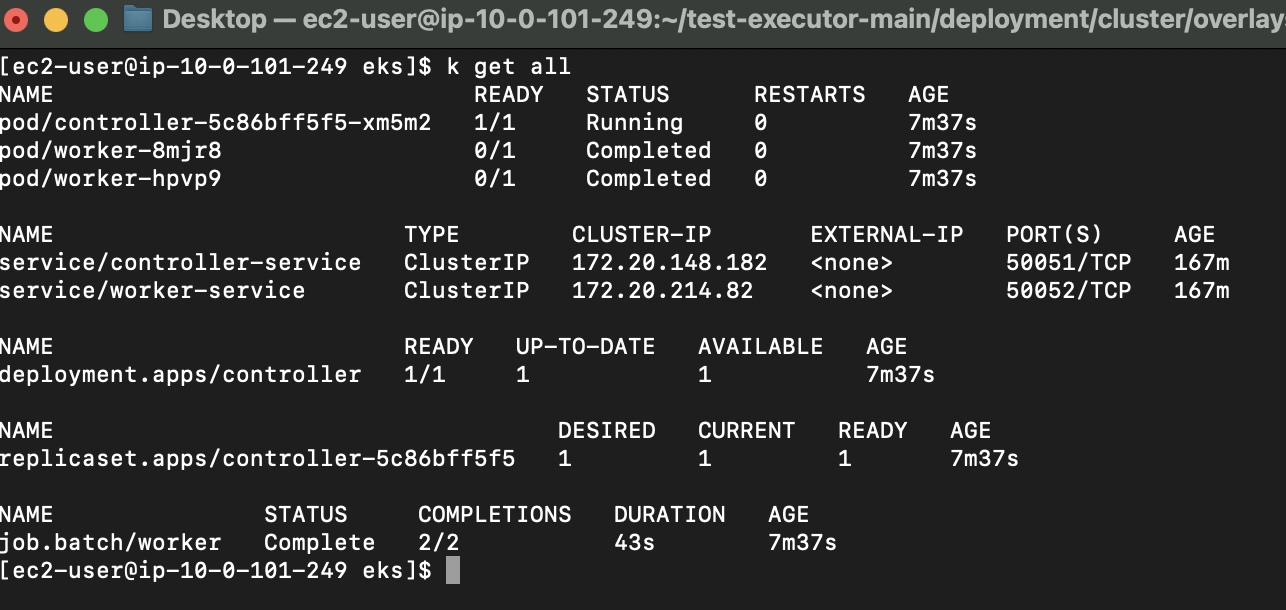 Desktop — ec2-user@ip-10-0-101-249:~/test-executor-main/deployment/cluster/overlay
[ec2-user@ip-10-0-101-249 eks]$ k get all
NAME READY STATUS RESTARTS AGE
pod/controller-5c86bff5f5-xm5m2 1/1 Running 0 7m37s
pod/worker-8mjr8 0/1 Completed 0 7m37s
pod/worker-hpvp9 0/1 Completed 0 7m37s
NAME TYPE CLUSTER-IP EXTERNAL-IP PORT(S) AGE
service/controller-service ClusterIP 172.20.148.182 <none> 50051/TCP 167m
service/worker-service ClusterIP 172.20.214.82 <none> 50052/TCP 167m
NAME READY UP-TO-DATE AVAILABLE AGE
deployment.apps/controller 1/1 1 1 7m37s
NAME DESIRED CURRENT READY AGE
replicaset.apps/controller-5c86bff5f5 1 1 1 7m37s
NAME STATUS COMPLETIONS DURATION AGE
job.batch/worker Complete 2/2 43s 7m37s
[ec2-user@ip-10-0-101-249 eks]$